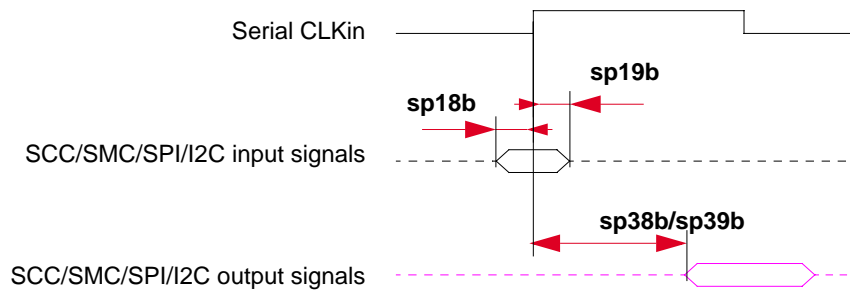 Serial CLKin
sp19b
sp18b
SCC/SMC/SPI/I2C input signals
sp38b/sp39b
SCC/SMC/SPI/I2C output signals